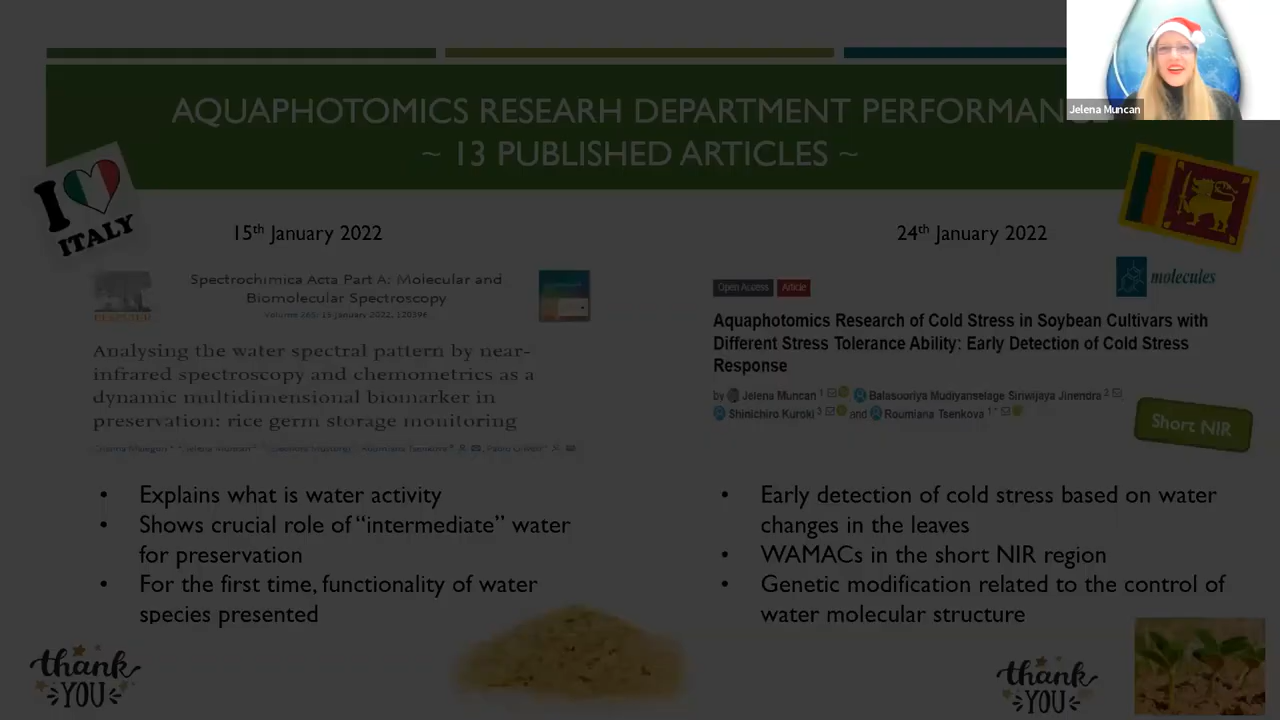 Jelena Muncan
AQUAPHOTOMICS RESEARH DEPARTMENT PERFORMANCE
~ 13 PUBLISHED ARTICLES ~
I
ITALY
15th January 2022
24th January 2022
Spectrochimica Acta Part A: Molecular and
Biomolecular Spectroscopy
ELSEVIER
Analysing the water spectral pattern by near-
infrared spectroscopy and chemometrics as a
dynamic multidimensional biomarker in
preservation: rice germ storage monitoring
Open Access Article
molecules
Aquaphotomics Research of Cold Stress in Soybean Cultivars with
Different Stress Tolerance Ability: Early Detection of Cold Stress
Response
by Jelena Muncan 1 Balasooriya Mudiyanselage Siriwijaya Jinendra 2
Shinichiro Kuroki 3 and Roumiana Tsenkova 1,*
Short NIR
• Explains what is water activity
• Shows crucial role of “intermediate” water
for preservation
• For the first time, functionality of water
species presented
• Early detection of cold stress based on water
changes in the leaves
• WAMACs in the short NIR region
• Genetic modification related to the control of
water molecular structure
thank
YOU
thank
YOU